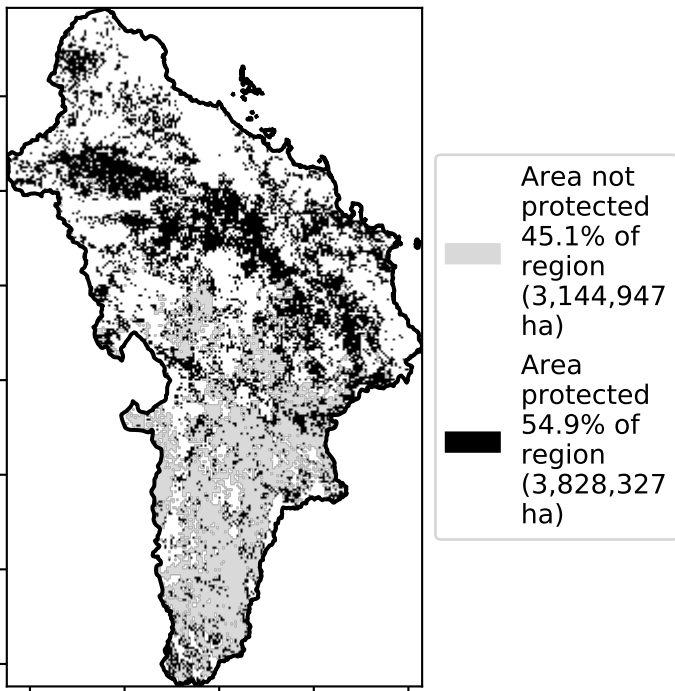 Area not
protected
45.1% of
region
(3,144,947
ha)
Area
protected
54.9% of
region
(3,828,327
ha)